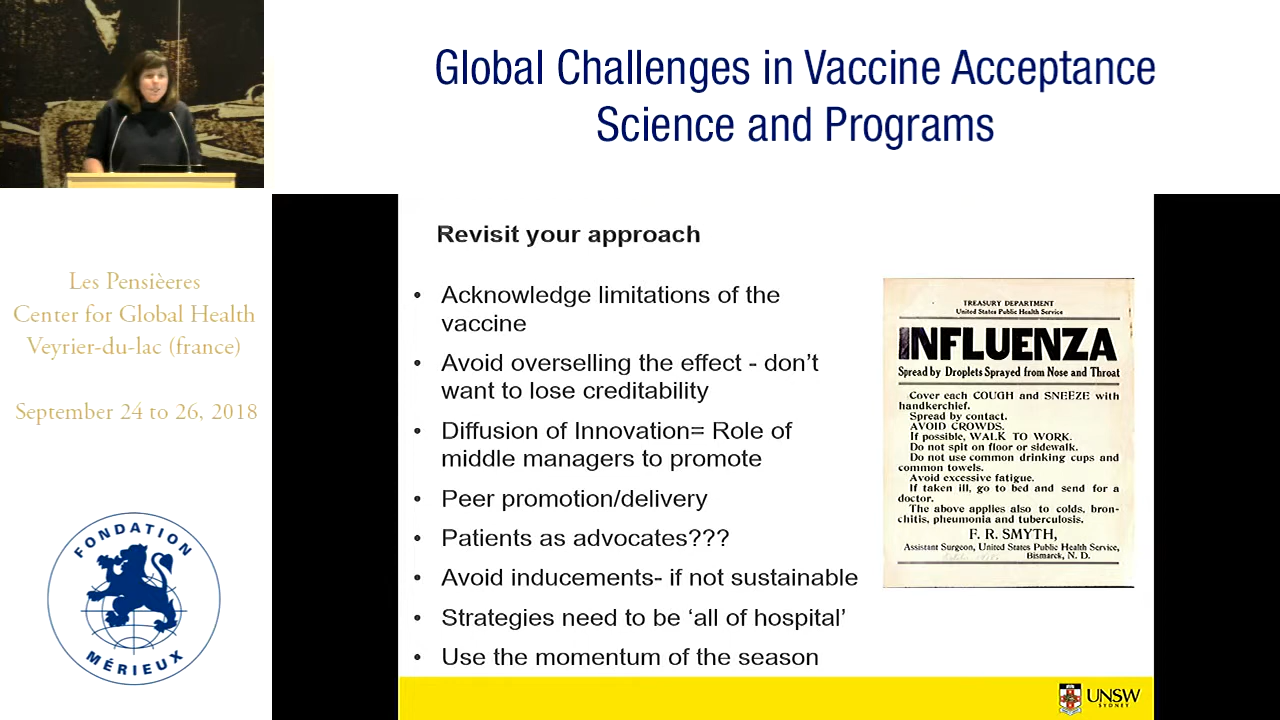 Global Challenges in Vaccine Acceptance
Science and Programs
Les Pensièeres
Center for Global Health
Veyrier-du-lac (france)
September 24 to 26, 2018
FONDATION
MÉRIEUX
Revisit your approach
• Acknowledge limitations of the
vaccine
• Avoid overselling the effect - don’t
want to lose creditability
• Diffusion of Innovation= Role of
middle managers to promote
• Peer promotion/delivery
• Patients as advocates???
• Avoid inducements- if not sustainable
• Strategies need to be ‘all of hospital’
• Use the momentum of the season
TREASURY DEPARTMENT
United States Public Health Service
INFLUENZA
Spread by Droplets Sprayed from Nose and Throat
Cover each COUGH and SNEEZE with
handkerchief.
Spread by contact.
AVOID CROWDS.
If possible, WALK TO WORK.
Do not spit on floor or sidewalk.
Do not use common drinking cups and
common towels.
Avoid excessive fatigue.
If taken ill, go to bed and send for a
doctor.
The above applies also to colds, bron-
chitis, pneumonia and tuberculosis.
F. R. SMYTH,
Assistant Surgeon, United States Public Health Service,
Bismarck, N. D.
UNSW
SYDNEY